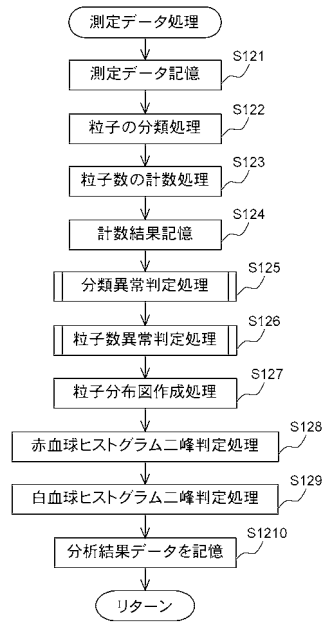 測定データ処理
S121
測定データ記憶
S122
粒子の分類処理
S123
粒子数の計数処理
S124
計数結果記憶
S125
分類異常判定処理
S126
粒子数異常判定処理
S127
粒子分布図作成処理
S128
赤血球ヒストグラム二峰判定処理
S129
白血球ヒストグラム二峰判定処理
S1210
分析結果データを記憶
リターン